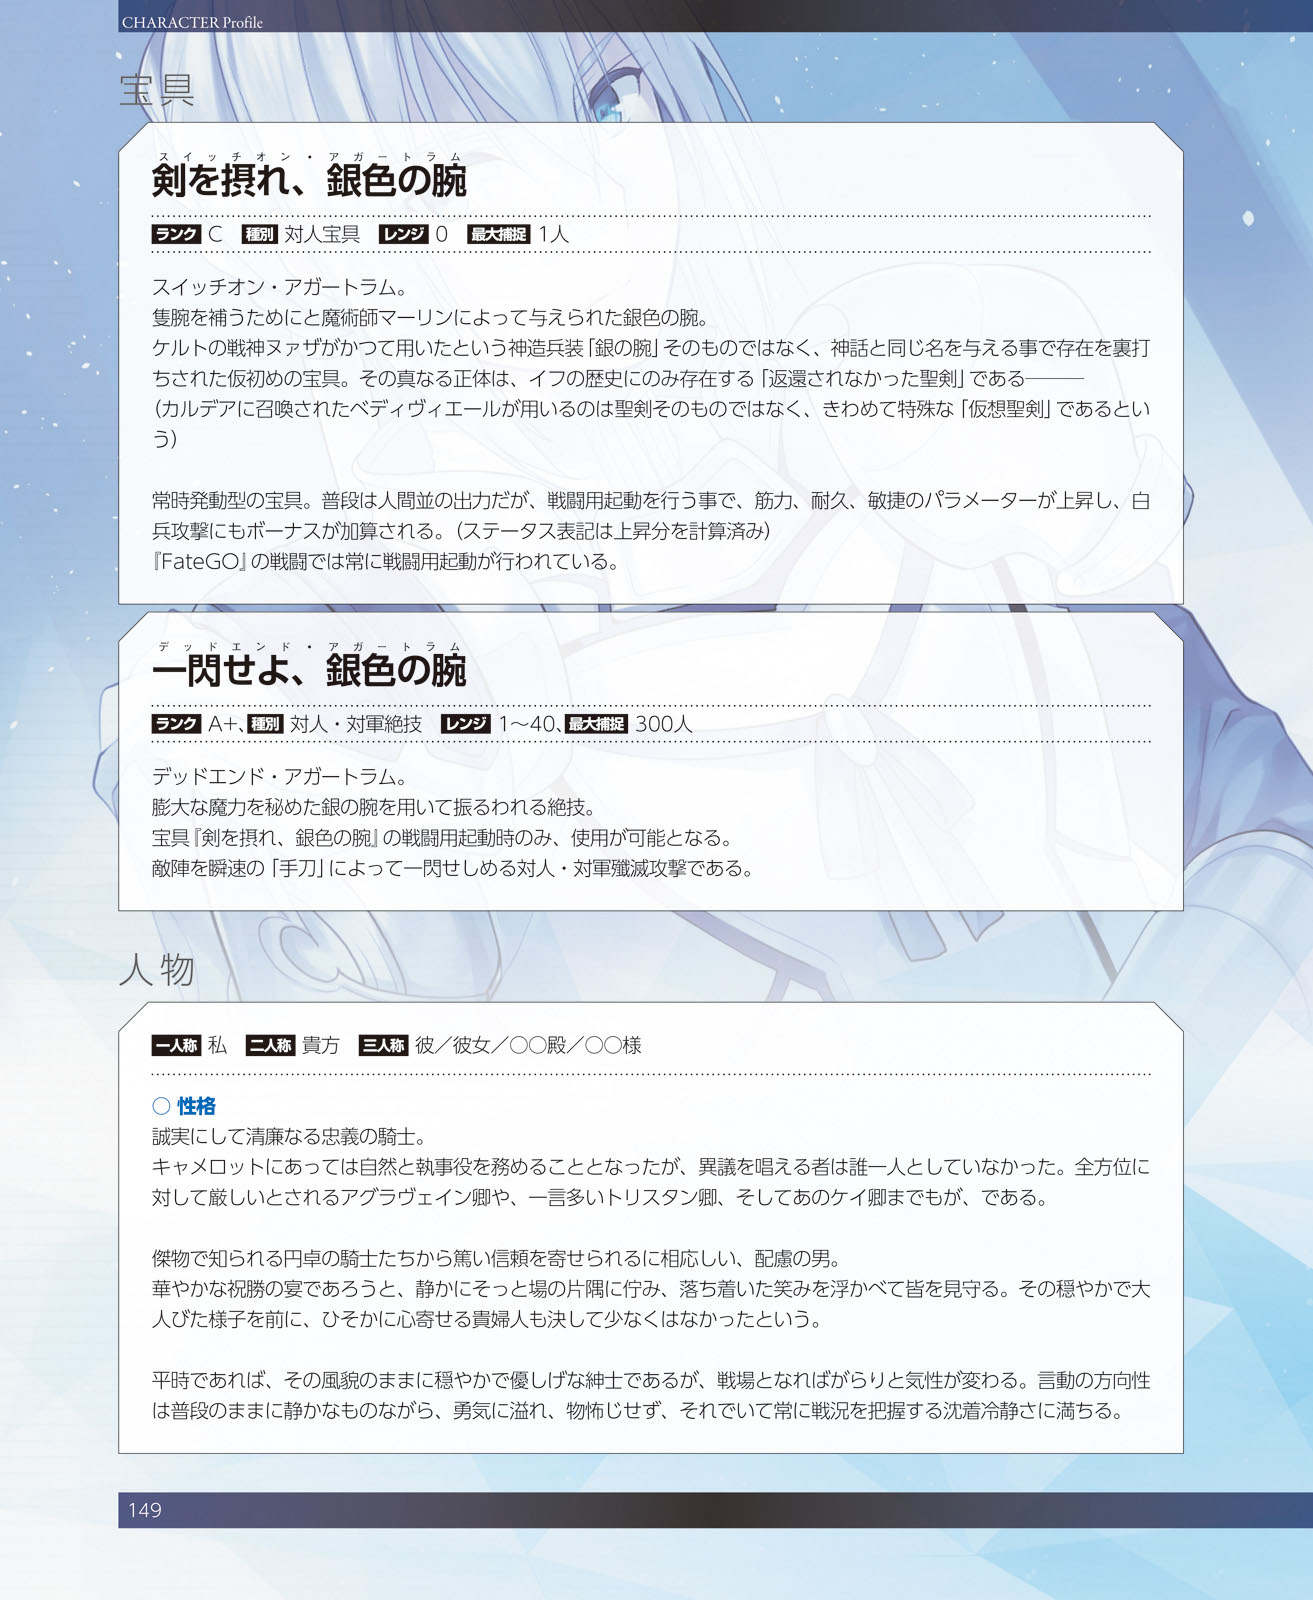 CHARACTER Profile
宝具
スイッチオン・アガートラム
剣を摂れ、銀色の腕
ランク C 種別 対人宝具 レンジ 0 最大捕捉 1人
スイッチオン・アガートラム。
隻腕を補うためにと魔術師マーリンによって与えられた銀色の腕。
ケルトの戦神ヌァザがかつて用いたという神造兵装「銀の腕」そのものではなく、神話と同じ名を与える事で存在を裏打
ちされた仮初めの宝具。その真なる正体は、イフの歴史にのみ存在する「返還されなかった聖剣」である―――
（カルデアに召喚されたベディヴィエールが用いるのは聖剣そのものではなく、きわめて特殊な「仮想聖剣」であるとい
う）
常時発動型の宝具。普段は人間並の出力だが、戦闘用起動を行う事で、筋力、耐久、敏捷のパラメーターが上昇し、白
兵攻撃にもボーナスが加算される。（ステータス表記は上昇分を計算済み）
『FateGO』の戦闘では常に戦闘用起動が行われている。
デッドエンド・アガートラム
一閃せよ、銀色の腕
ランク A+、種別 対人・対軍絶技 レンジ 1～40、最大捕捉 300人
デッドエンド・アガートラム。
膨大な魔力を秘めた銀の腕を用いて振るわれる絶技。
宝具『剣を摂れ、銀色の腕』の戦闘用起動時のみ、使用が可能となる。
敵陣を瞬速の「手刀」によって一閃せしめる対人・対軍殲滅攻撃である。
人物
一人称 私 二人称 貴方 三人称 彼／彼女／○○殿／○○様
○ 性格
誠実にして清廉なる忠義の騎士。
キャメロットにあっては自然と執事役を務めることとなったが、異議を唱える者は誰一人としていなかった。全方位に
対して厳しいとされるアグラヴェイン卿や、一言多いトリスタン卿、そしてあのケイ卿までもが、である。
傑物で知られる円卓の騎士たちから篤い信頼を寄せられるに相応しい、配慮の男。
華やかな祝勝の宴であろうと、静かにそっと場の片隅に佇み、落ち着いた笑みを浮かべて皆を見守る。その穏やかで大
人びた様子を前に、ひそかに心寄せる貴婦人も決して少なくはなかったという。
平時であれば、その風貌のままに穏やかで優しげな紳士であるが、戦場となればがらりと気性が変わる。言動の方向性
は普段のままに静かなものながら、勇気に溢れ、物怖じせず、それでいて常に戦況を把握する沈着冷静さに満ちる。
149